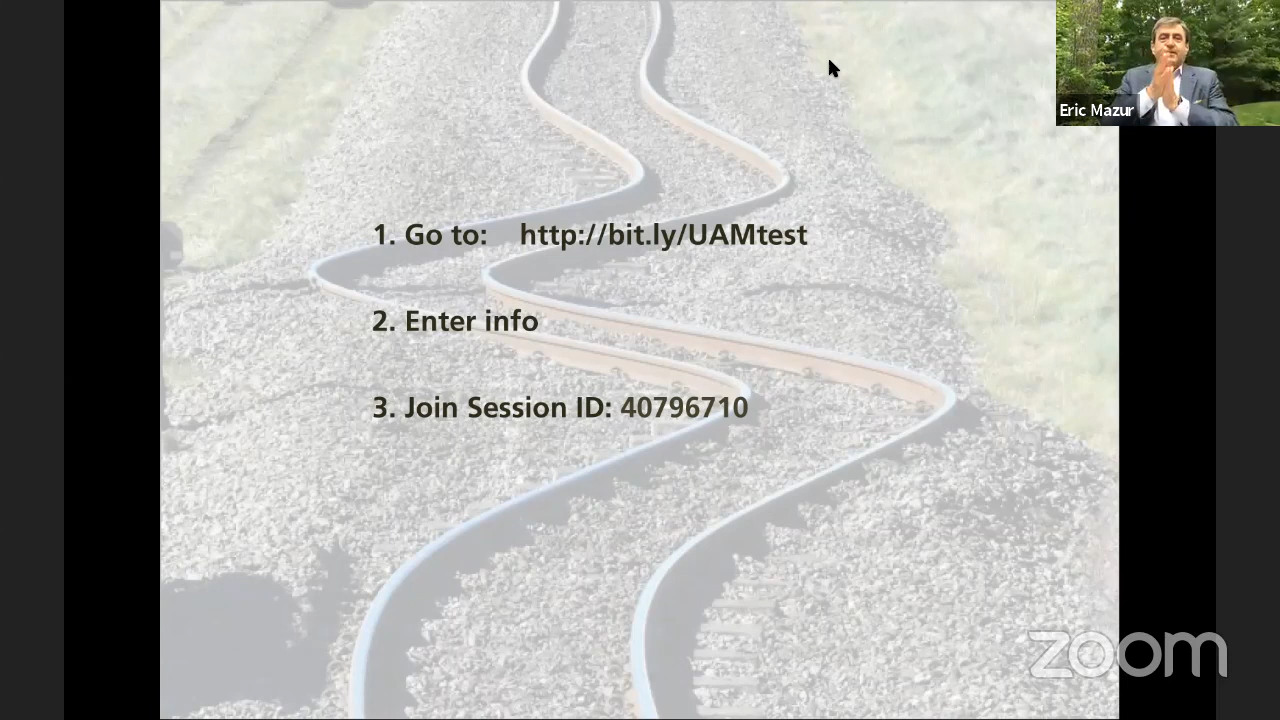 Eric Mazur
1. Go to: http://bit.ly/UAMtest
2. Enter info
3. Join Session ID: 40796710
zoom